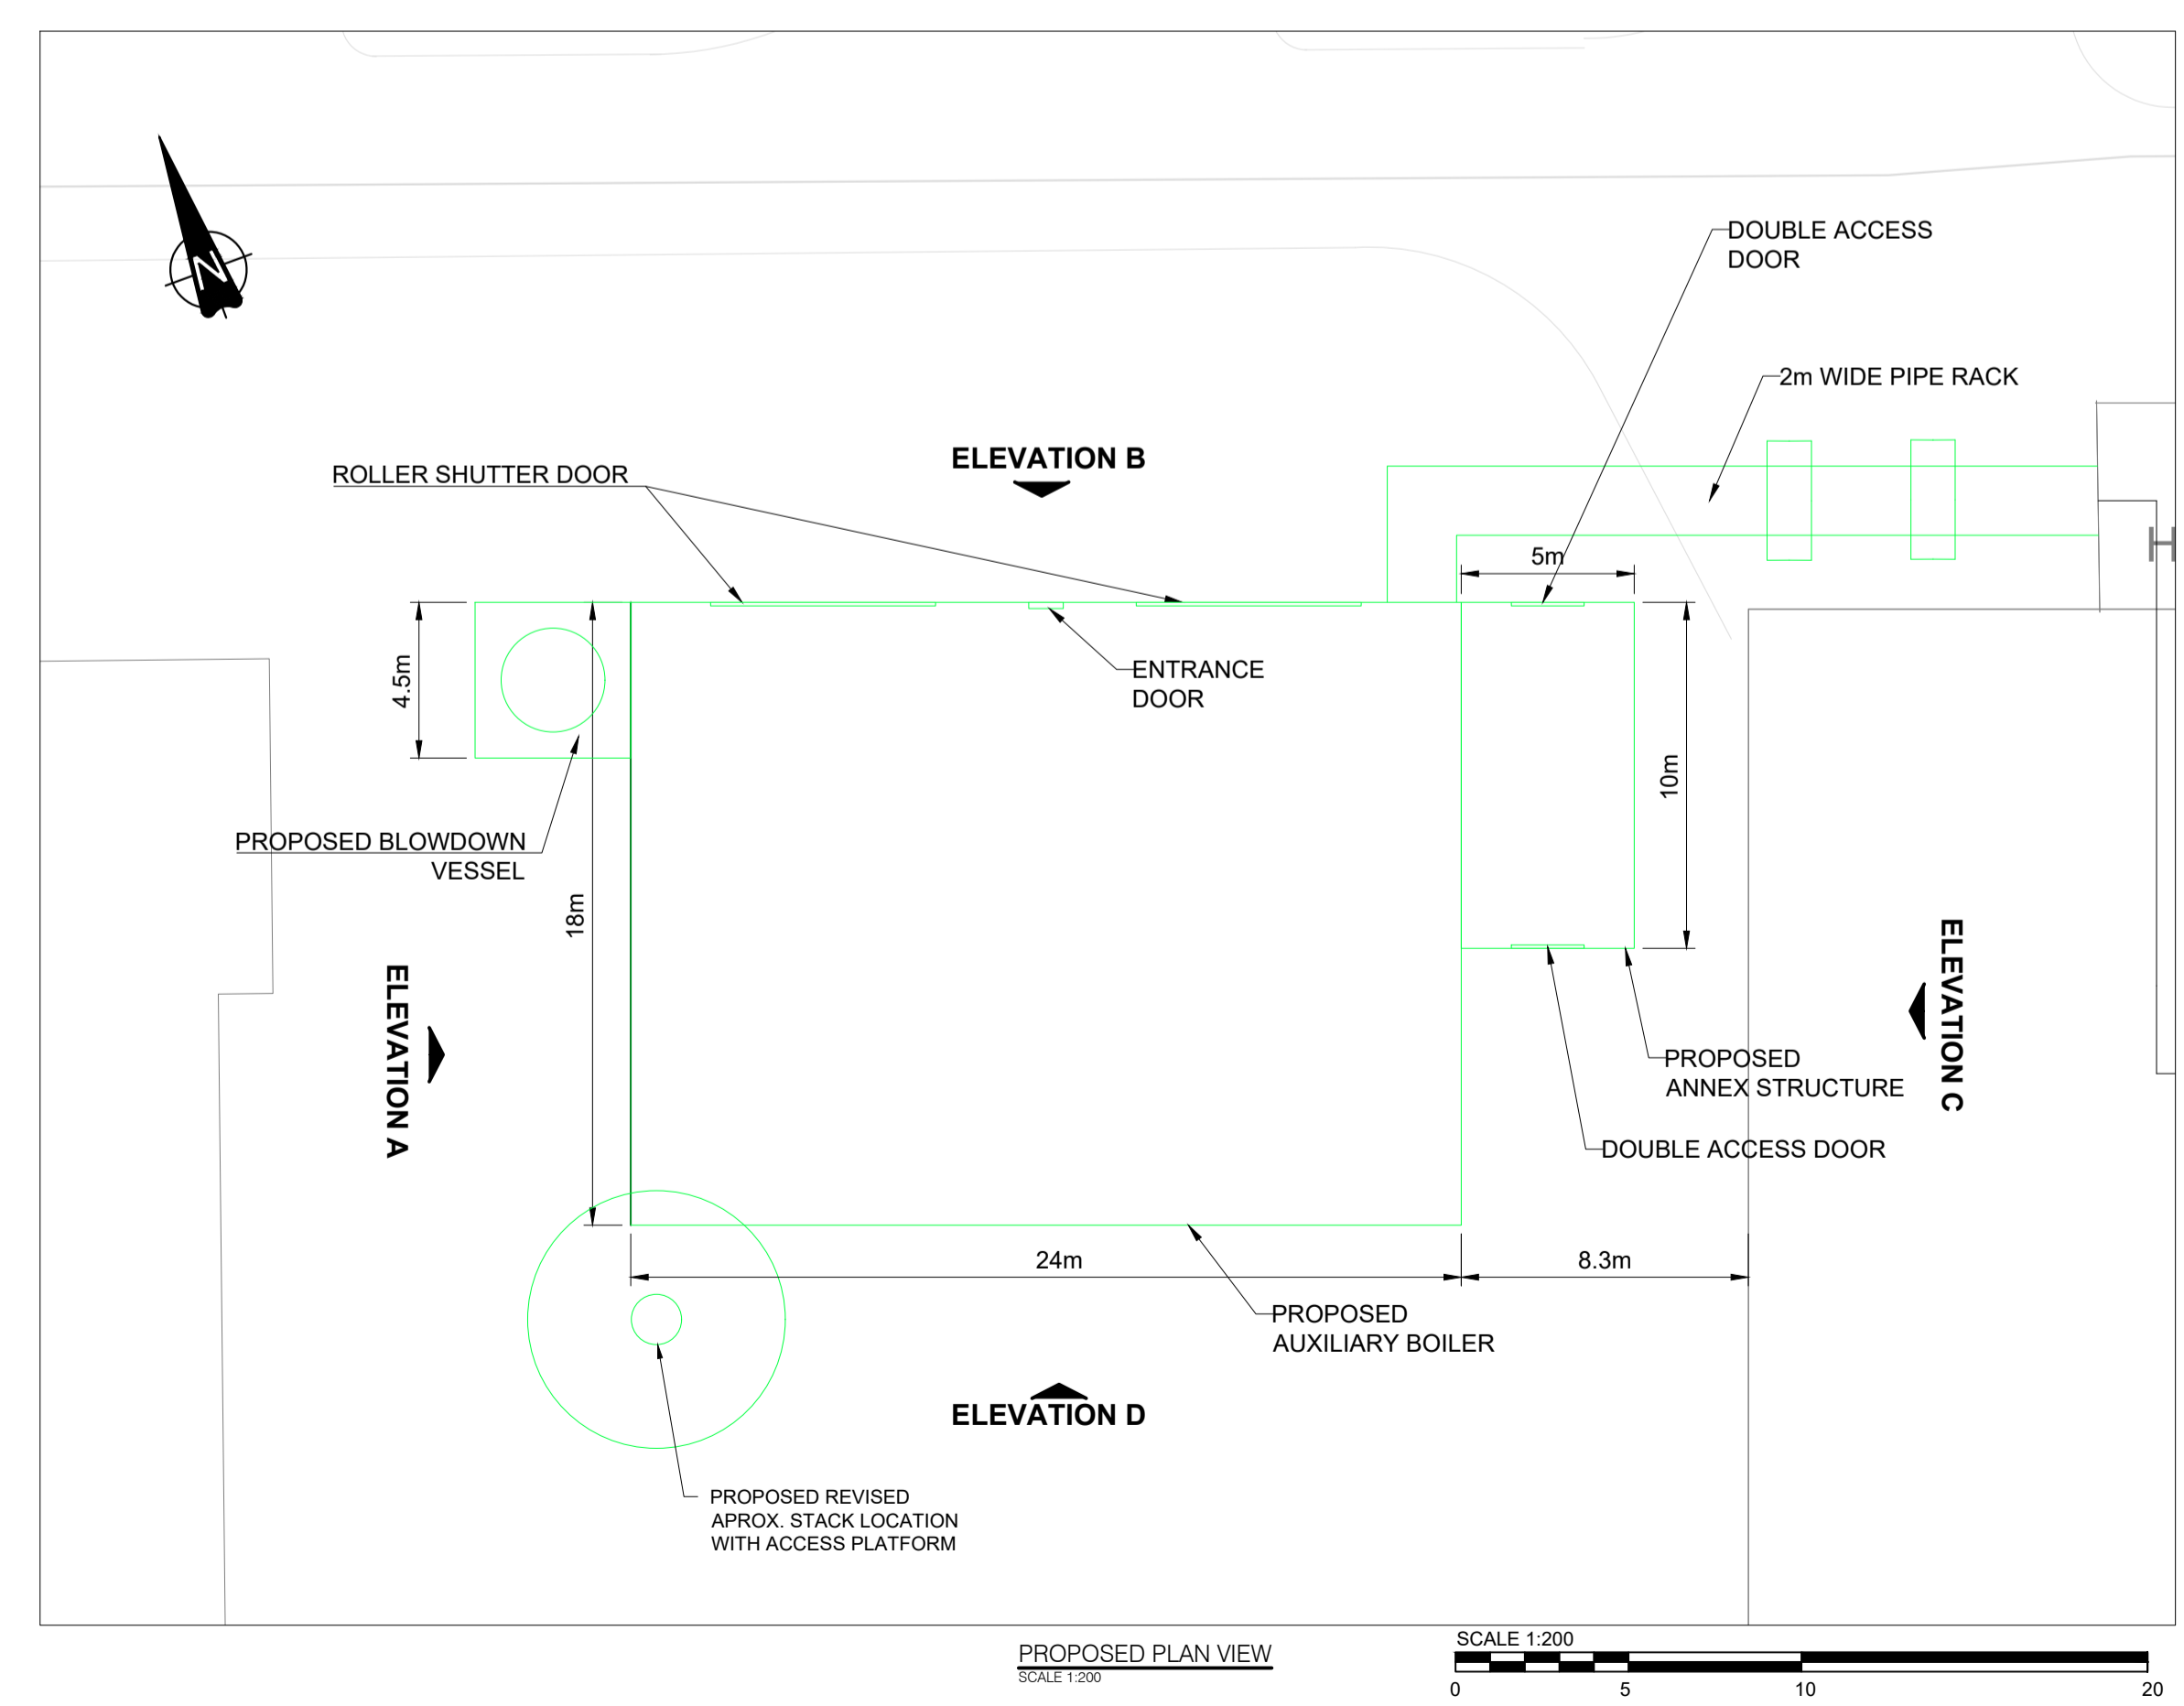 N
DOUBLE ACCESS
DOOR
2m WIDE PIPE RACK
ELEVATION B
ROLLER SHUTTER DOOR
H
5m
4.5m
ENTRANCE
DOOR
10m
PROPOSED BLOWDOWN
VESSEL
18m
ELEVATION A
ELEVATION C
PROPOSED
ANNEX STRUCTURE
DOUBLE ACCESS DOOR
24m
8.3m
PROPOSED
AUXILIARY BOILER
ELEVATION D
PROPOSED REVISED
APROX. STACK LOCATION
WITH ACCESS PLATFORM
PROPOSED PLAN VIEW
SCALE 1:200
SCALE 1:200
0 5 10 20